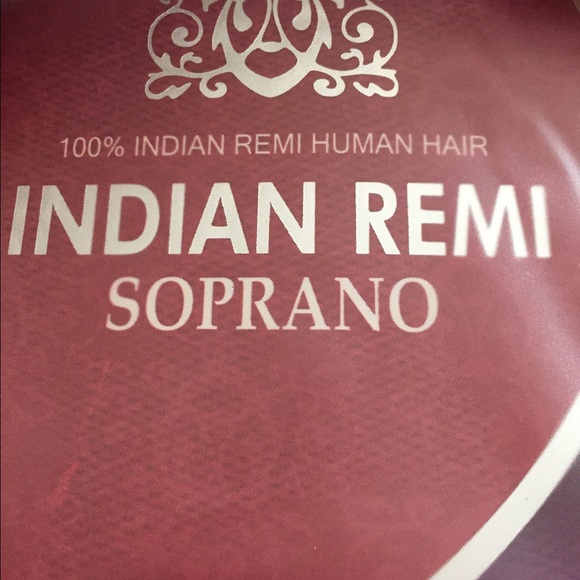 100% INDIAN REMI HUMAN HAIR
INDIAN REMI
SOPRANO